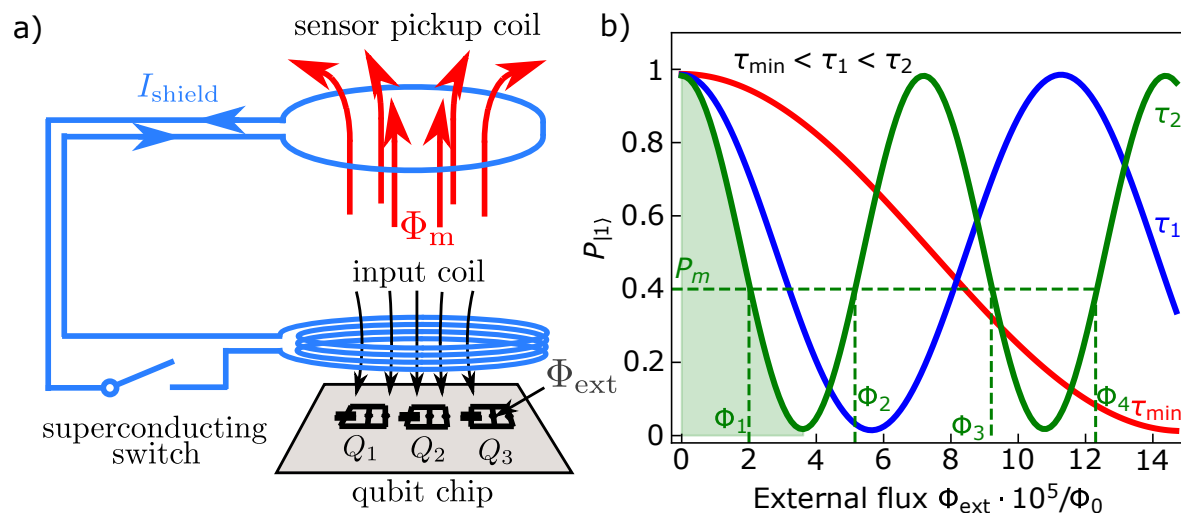 a)
sensor pickup coil
I_shield
Φ_m
input coil
Φ_ext
superconducting
switch
Q_1 Q_2 Q_3
qubit chip
b)
τ_min < τ_1 < τ_2
τ_2
τ_1
τ_min
P_m
Φ_1
Φ_2
Φ_3
Φ_4
P_|1⟩
1
0.8
0.6
0.4
0.2
0
0 2 4 6 8 10 12 14
External flux Φ_ext · 10^5/Φ_0